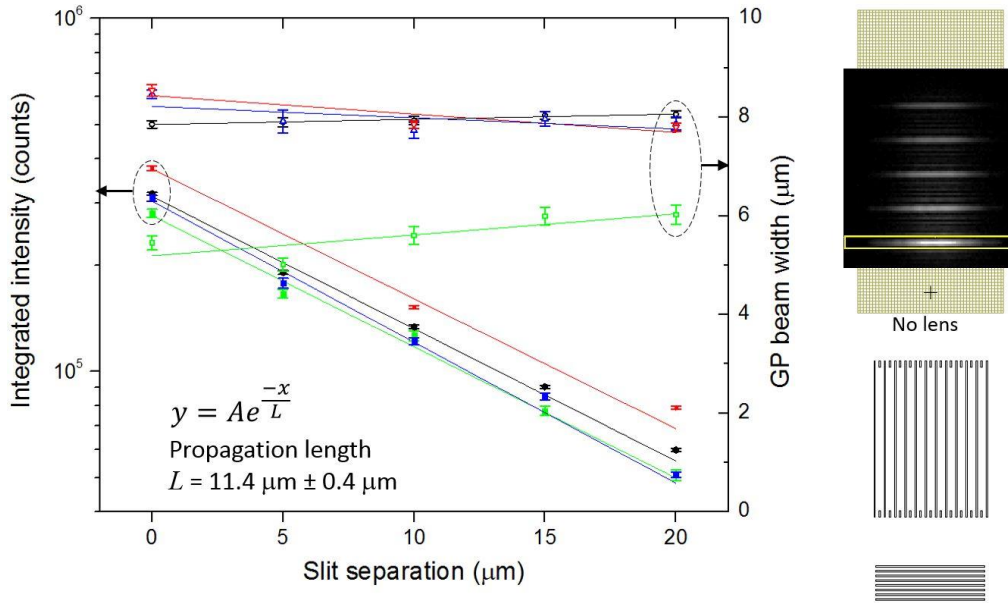 10^6
10^5
Integrated intensity (counts)
10
8
6
4
2
0
GP beam width (μm)
y = Ae^{-x/L}
Propagation length
L = 11.4 μm ± 0.4 μm
0 5 10 15 20
Slit separation (μm)
No lens